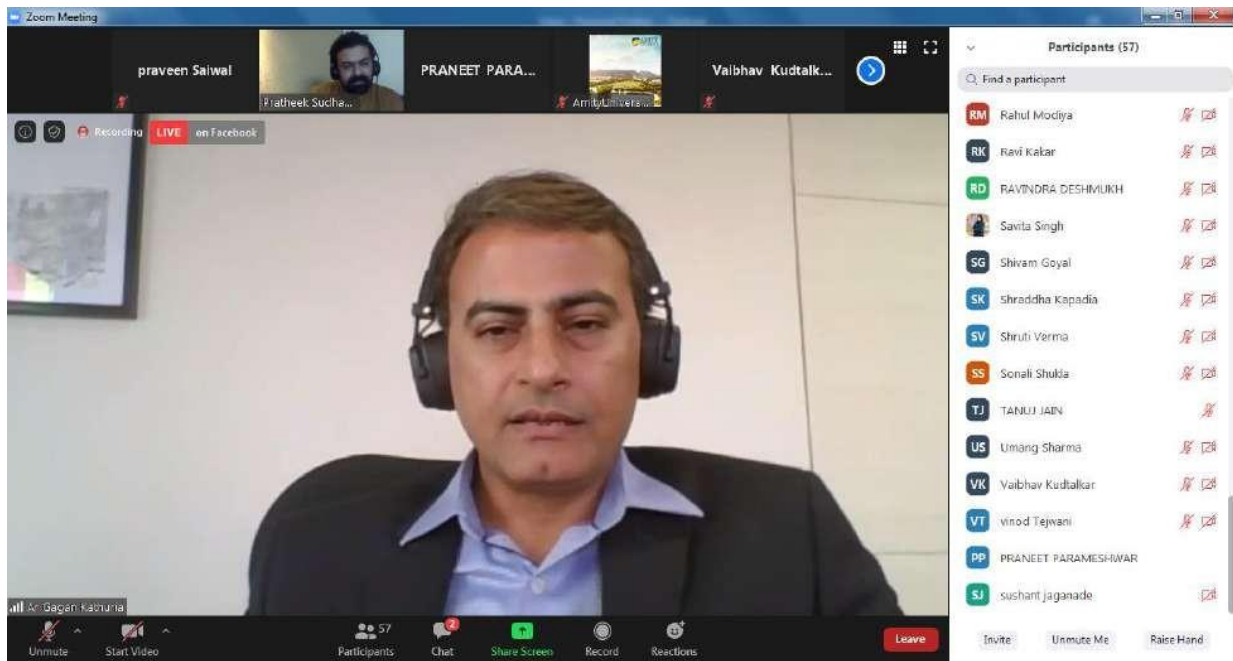 Zoom Meeting
praveen Saiwal
Pratheek Sudha...
PRANEET PARA...
AmityUnivers...
Vaibhav Kudtalk...
Recording
LIVE on Facebook
Ar Gagan Kathuria
Unmute
Start Video
57
Participants
2
Chat
Share Screen
Record
Reactions
Leave
Participants (57)
Find a participant
RM Rahul Modiya
RK Ravi Kakar
RD RAVINDRA DESHMUKH
Savita Singh
SG Shivam Goyal
SK Shraddha Kapadia
SV Shruti Verma
SS Sonali Shukla
TJ TANUJ JAIN
US Umang Sharma
VK Vaibhav Kudtalkar
VT vinod Tejwani
PP PRANEET PARAMESHWAR
SJ sushant jaganade
Invite
Unmute Me
Raise Hand